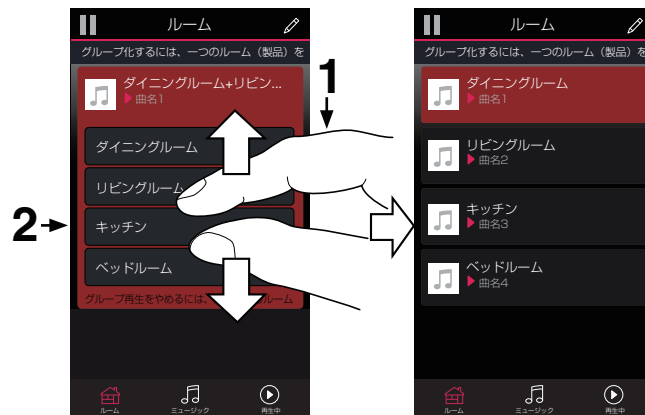 ルーム
グループ化するには、一つのルーム（製品）を
ダイニングルーム+リビン...
曲名1
1
ダイニングルーム
リビングルーム
2
キッチン
ベッドルーム
グループ再生をやめるには、
ルーム
ルーム
ミュージック
再生中
ルーム
グループ化するには、一つのルーム（製品）を
ダイニングルーム
曲名1
リビングルーム
曲名2
キッチン
曲名3
ベッドルーム
曲名4
ルーム
ミュージック
再生中